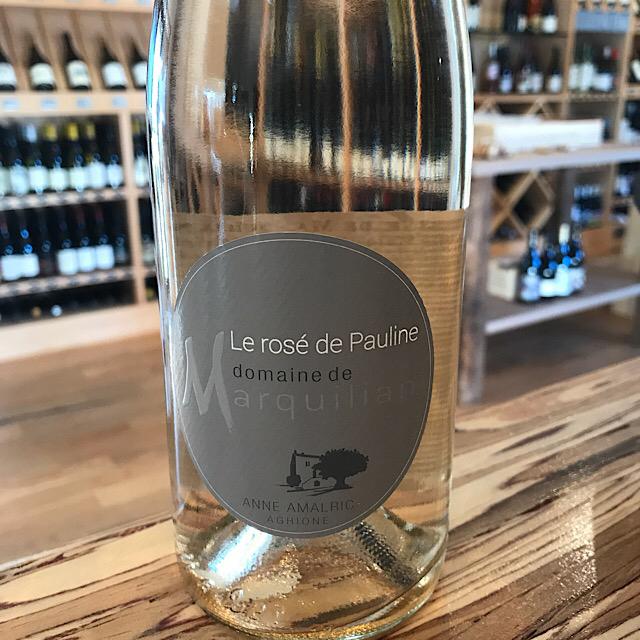 Le rosé de Pauline
domaine de
Marquiliani
ANNE AMALRIC
AGHIONE